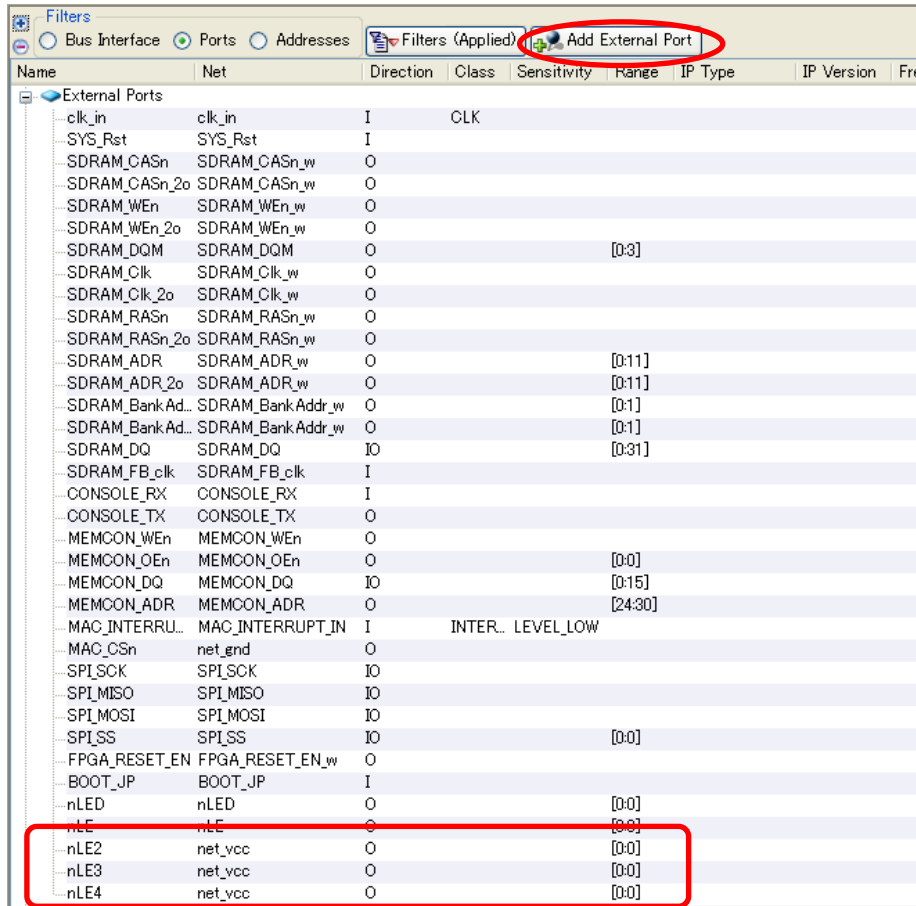 Filters
Bus Interface Ports Addresses Filters (Applied) Add External Port
Name Net Direction Class Sensitivity Range IP Type IP Version Fre
External Ports
clk_in clk_in I CLK
SYS_Rst SYS_Rst I
SDRAM_CASn SDRAM_CASn_w O
SDRAM_CASn_2o SDRAM_CASn_w O
SDRAM_WEn SDRAM_WEn_w O
SDRAM_WEn_2o SDRAM_WEn_w O
SDRAM_DQM SDRAM_DQM O [0:3]
SDRAM_Clk SDRAM_Clk_w O
SDRAM_Clk_2o SDRAM_Clk_w O
SDRAM_RASn SDRAM_RASn_w O
SDRAM_RASn_2o SDRAM_RASn_w O
SDRAM_ADR SDRAM_ADR_w O [0:11]
SDRAM_ADR_2o SDRAM_ADR_w O [0:11]
SDRAM_BankAd... SDRAM_BankAddr_w O [0:1]
SDRAM_BankAd... SDRAM_BankAddr_w O [0:1]
SDRAM_DQ SDRAM_DQ IO [0:31]
SDRAM_FB_clk SDRAM_FB_clk I
CONSOLE_RX CONSOLE_RX I
CONSOLE_TX CONSOLE_TX O
MEMCON_WEn MEMCON_WEn O
MEMCON_OEn MEMCON_OEn O [0:0]
MEMCON_DQ MEMCON_DQ IO [0:15]
MEMCON_ADR MEMCON_ADR O [24:30]
MAC_INTERRU... MAC_INTERRUPT_IN I INTER... LEVEL_LOW
MAC_CSn net_gnd O
SPI_SCK SPI_SCK IO
SPI_MISO SPI_MISO IO
SPI_MOSI SPI_MOSI IO
SPI_SS SPI_SS IO [0:0]
FPGA_RESET_EN FPGA_RESET_EN_w O
BOOT_JP BOOT_JP I
nLED nLED O [0:0]
nLE nLE O [0:0]
nLE2 net_vcc O [0:0]
nLE3 net_vcc O [0:0]
nLE4 net_vcc O [0:0]